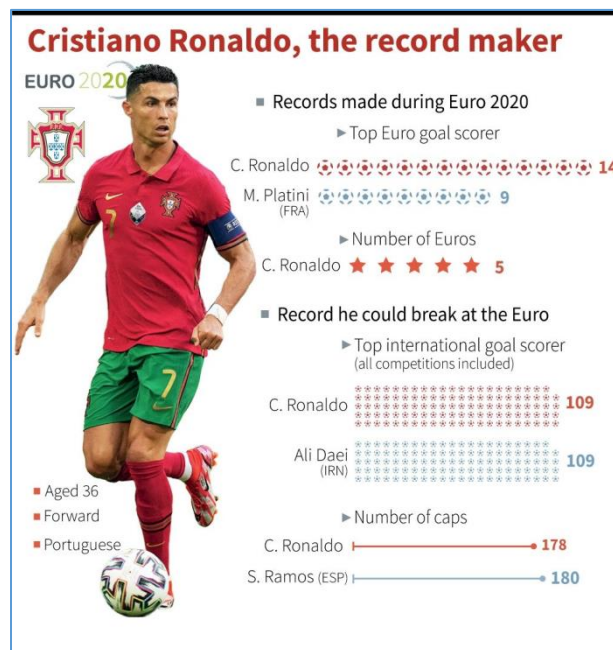 Cristiano Ronaldo, the record maker
EURO 2020
Records made during Euro 2020
Top Euro goal scorer
C. Ronaldo 14
M. Platini 9
(FRA)
Number of Euros
C. Ronaldo 5
Record he could break at the Euro
Top international goal scorer
(all competitions included)
C. Ronaldo 109
Ali Daei 109
(IRN)
Number of caps
C. Ronaldo 178
S. Ramos (ESP) 180
Aged 36
Forward
Portuguese
7
7